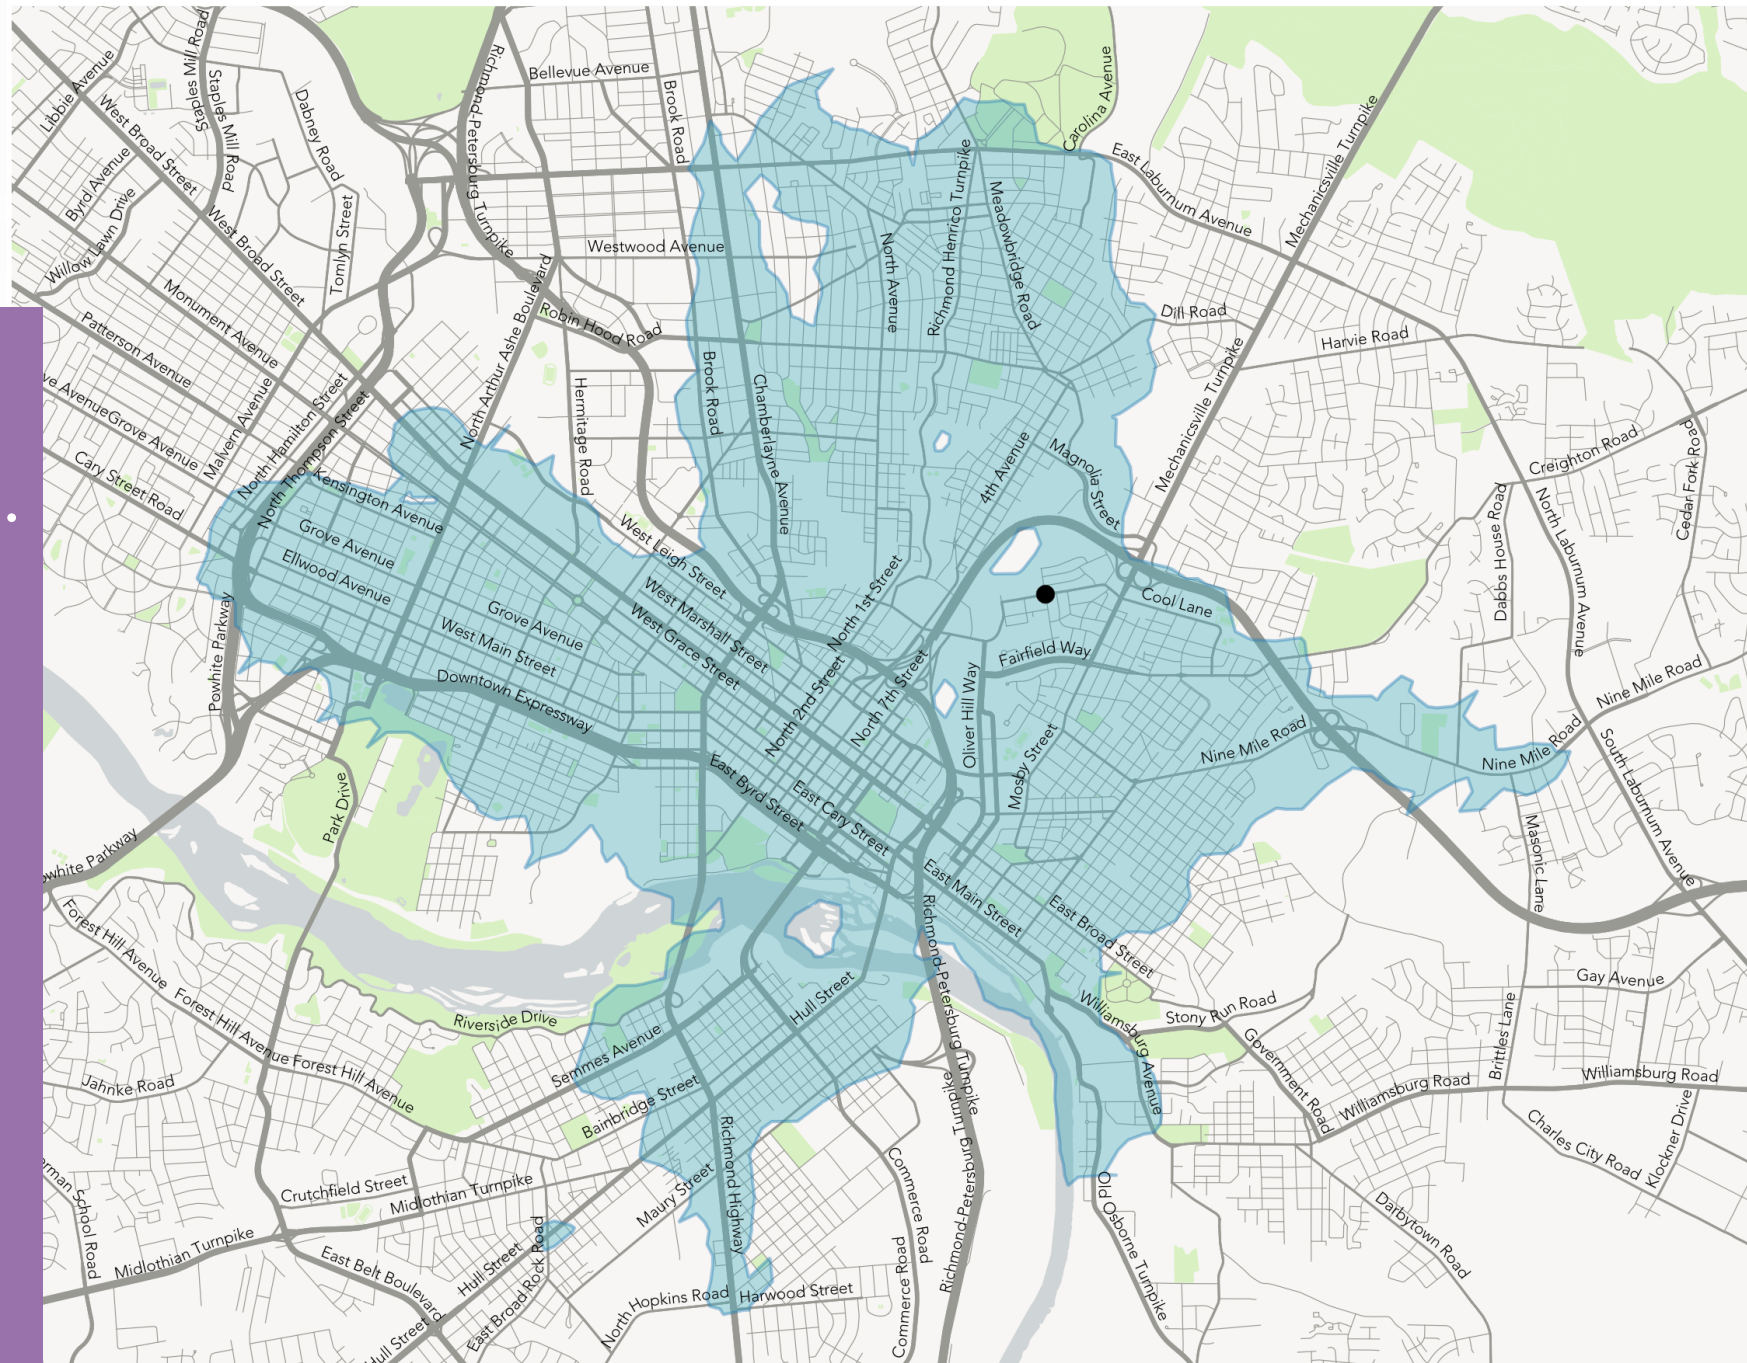 Bellevue Avenue
Brook Road
Richmond-Petersburg Turnpike
Staples Mill Road
Staples Mill Road
Libbie Avenue
West Broad Street
Dabney Road
Byrd Avenue
Willow Lawn Drive
West Broad Street
Tomlyn Street
Westwood Avenue
Carolina Avenue
East Laburnum Avenue
Mechanicsville Turnpike
Richmond Henrico Turnpike
Meadowbridge Road
North Avenue
Monument Avenue
Patterson Avenue
North Arthur Ashe Boulevard
Robin Hood Road
Dill Road
Harvie Road
Mechanicsville Turnpike
Brook Road
Chamberlayne Avenue
Hermitage Road
ve Avenue
Grove Avenue
Malvern Avenue
North Hamilton Street
North Thompson Street
Cary Street Road
Kensington Avenue
4th Avenue
Magnolia Street
Creighton Road
Cedar Fork Road
Dabbs House Road
North Laburnum Avenue
West Leigh Street
Grove Avenue
Ellwood Avenue
West Marshall Street
West Grace Street
North 1st Street
Cool Lane
Grove Avenue
West Main Street
Powhite Parkway
Fairfield Way
North 2nd Street
North 7th Street
Oliver Hill Way
Downtown Expressway
Nine Mile Road
Nine Mile Road
Nine Mile Road
Mosby Street
East Byrd Street
East Cary Street
South Laburnum Avenue
Park Drive
owhite Parkway
Masonic Lane
East Main Street
East Broad Street
Richmond-Petersburg Turnpike
Forest Hill Avenue
Forest Hill Avenue
Forest Hill Avenue
Riverside Drive
Hull Street
Williamsburg Avenue
Stony Run Road
Gay Avenue
Government Road
Brittles Lane
Semmes Avenue
Jahnke Road
Bainbridge Street
Williamsburg Road
Williamsburg Road
Charles City Road
Klockner Drive
Richmond Highway
Maury Street
Commerce Road
Richmond-Petersburg Turnpike
Old Osborne Turnpike
Darbytown Road
orman School Road
Crutchfield Street
Midlothian Turnpike
Midlothian Turnpike
East Belt Boulevard
Hull Street
East Broad Rock Road
North Hopkins Road
Harwood Street
Commerce Road
Hull Street